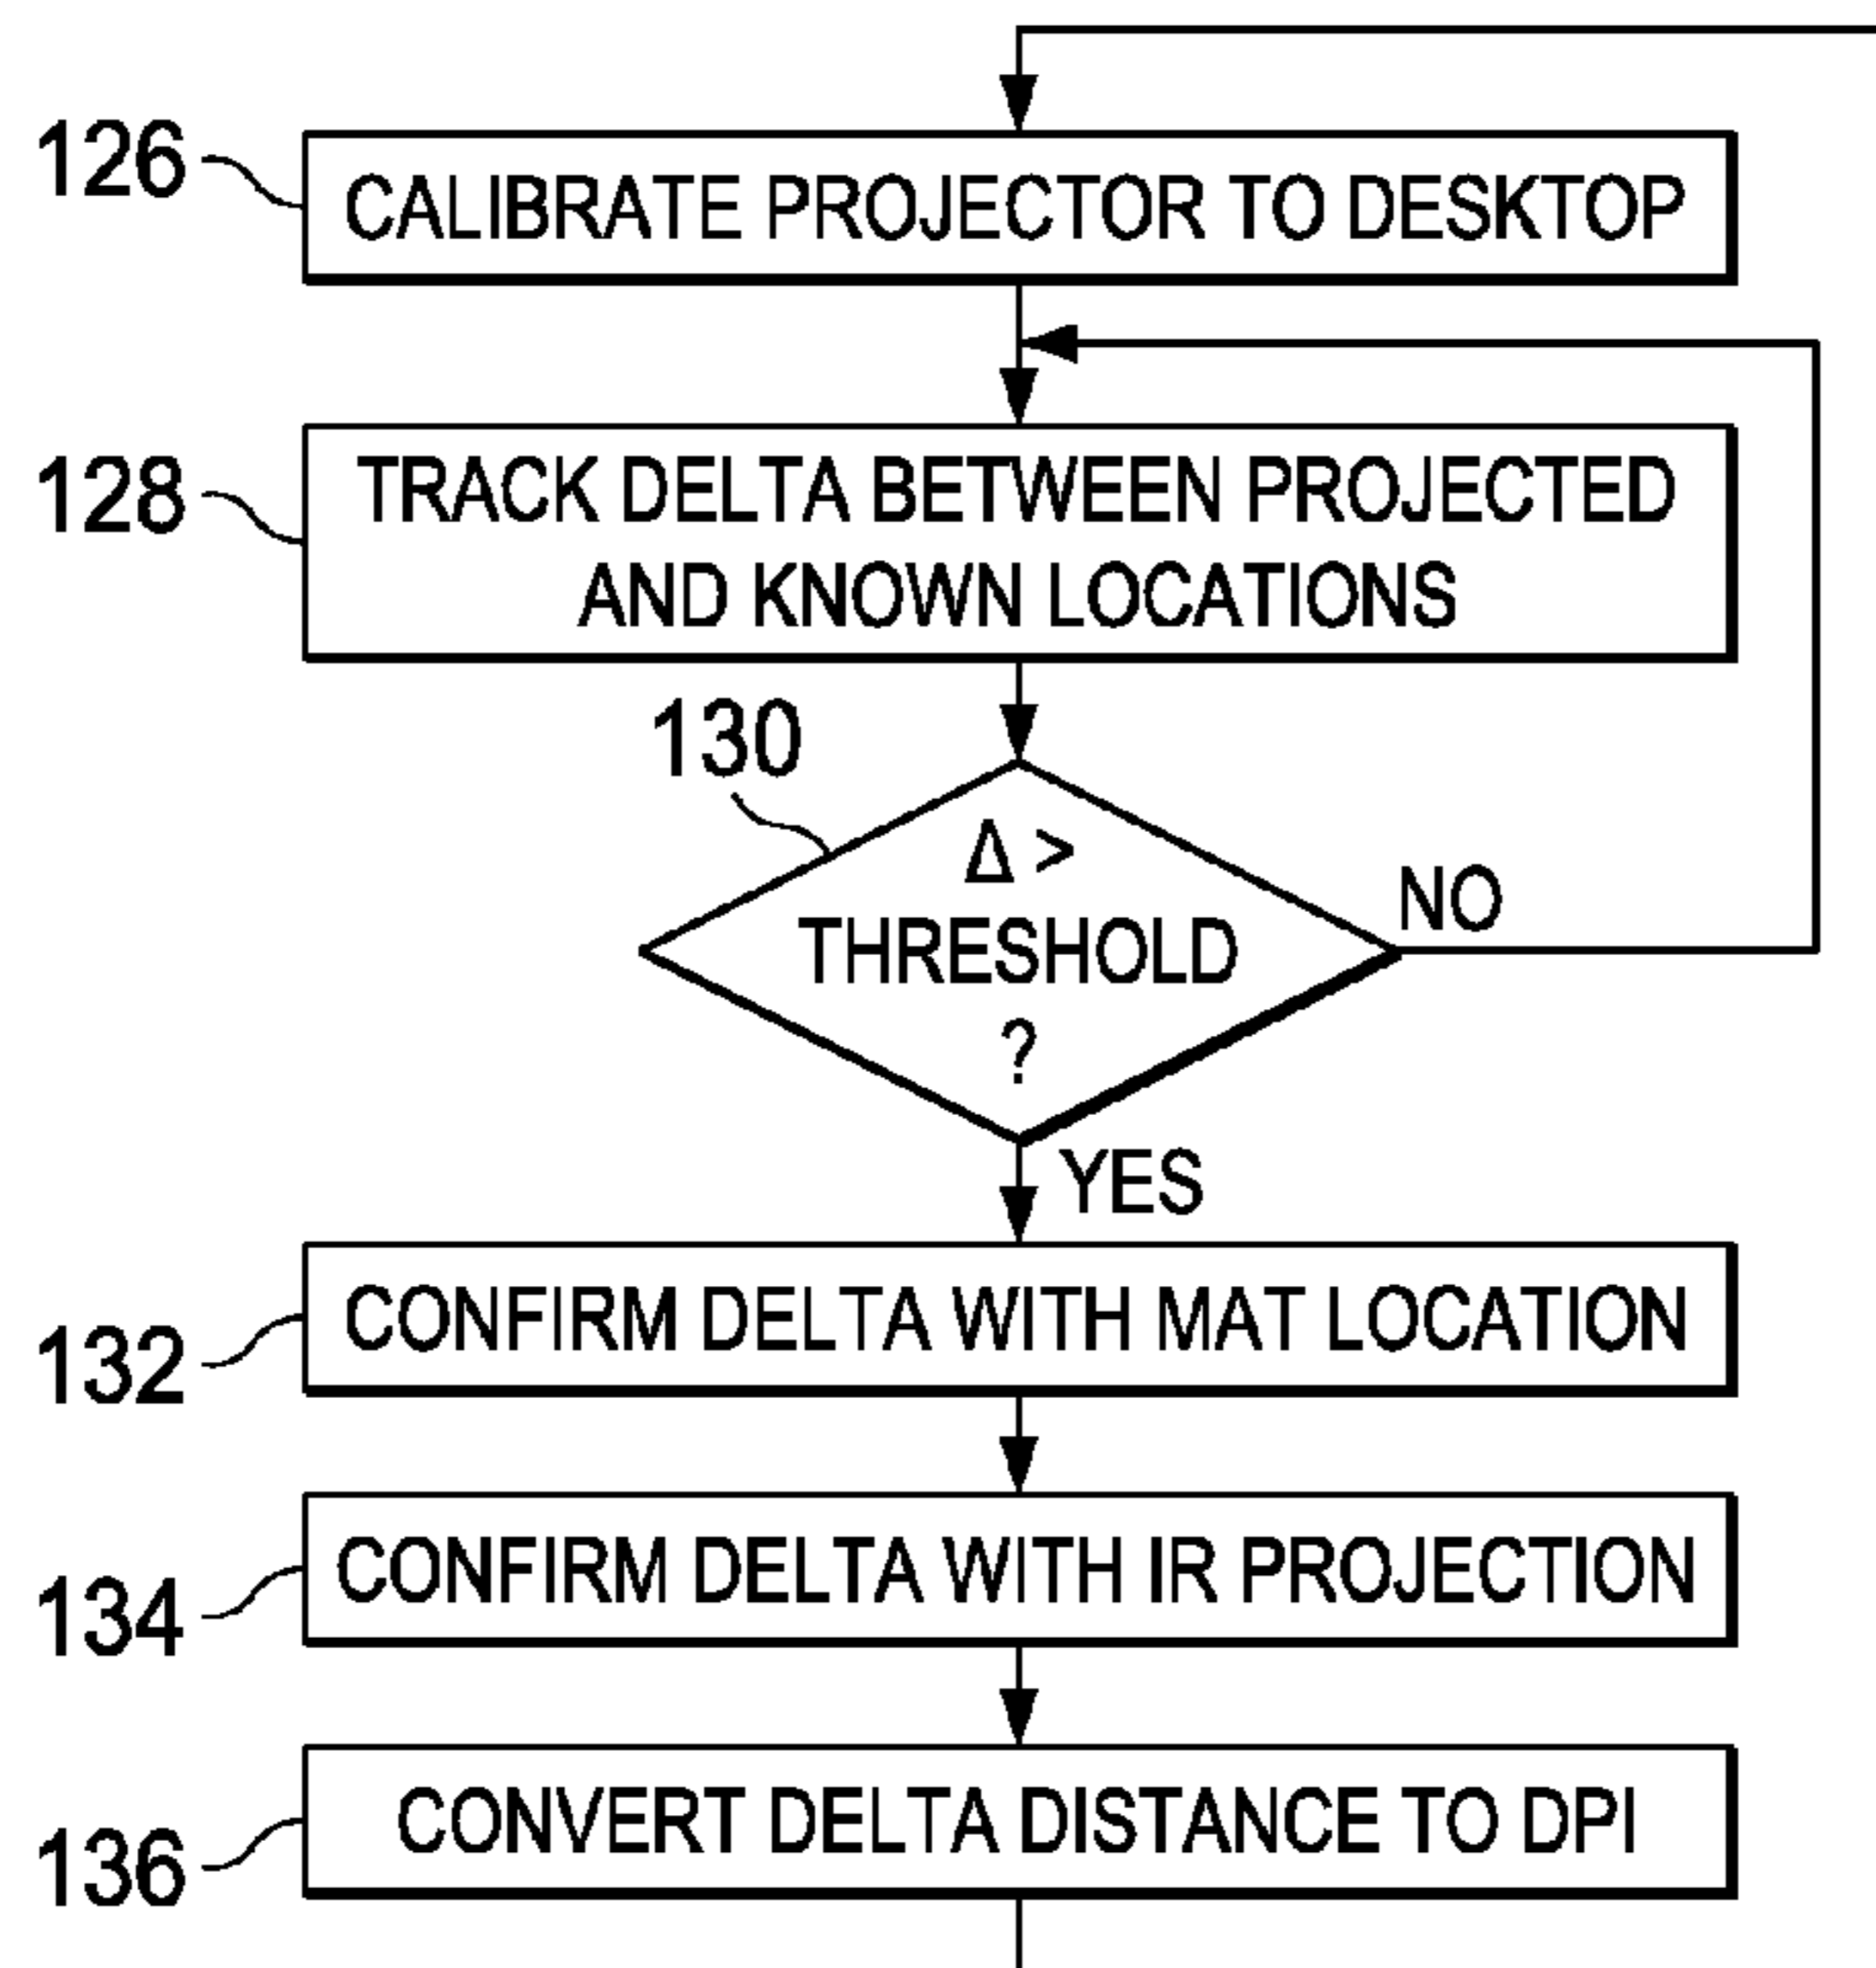 126
CALIBRATE PROJECTOR TO DESKTOP
128
TRACK DELTA BETWEEN PROJECTED
AND KNOWN LOCATIONS
130
Δ >
THRESHOLD
?
NO
YES
132
CONFIRM DELTA WITH MAT LOCATION
134
CONFIRM DELTA WITH IR PROJECTION
136
CONVERT DELTA DISTANCE TO DPI